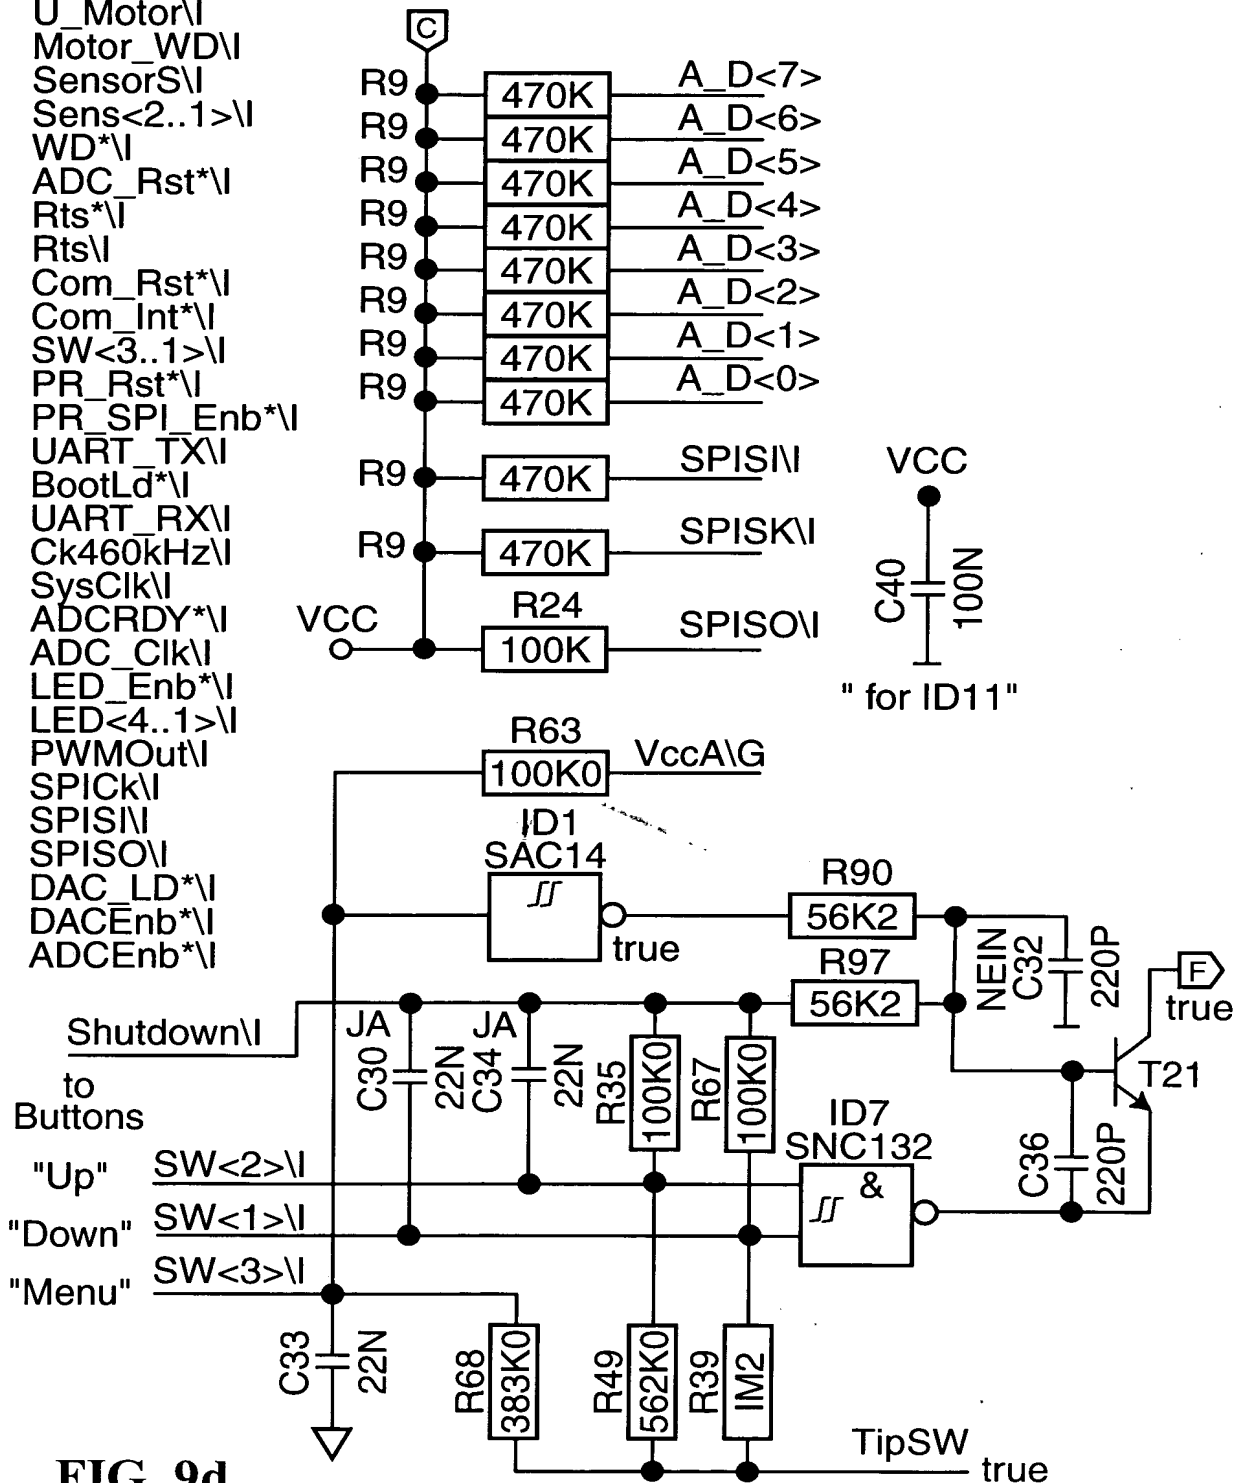 U_Motor\I
Motor_WD\I
SensorS\I
Sens<2..1>\I
WD*\I
ADC_Rst*\I
Rts*\I
Rts\I
Com_Rst*\I
Com_Int*\I
SW<3..1>\I
PR_Rst*\I
PR_SPI_Enb*\I
UART_TX\I
BootLd*\I
UART_RX\I
Ck460kHz\I
SysClk\I
ADCRDY*\I
ADC_Clk\I
LED_Enb*\I
LED<4..1>\I
PWMOut\I
SPICk\I
SPISI\I
SPISO\I
DAC_LD*\I
DACEnb*\I
ADCEnb*\I
C
R9 470K A_D<7>
R9 470K A_D<6>
R9 470K A_D<5>
R9 470K A_D<4>
R9 470K A_D<3>
R9 470K A_D<2>
R9 470K A_D<1>
R9 470K A_D<0>
R9 470K SPISI\I
R9 470K SPISK\I
R24
VCC 100K SPISO\I
VCC
C40
100N
" for ID11"
R63
100K0 VccA\G
ID1
SAC14
true
R90
56K2
R97
56K2
NEIN
C32
220P
F
true
T21
C36
220P
Shutdown\I
to
Buttons
JA
C30
22N
JA
C34
22N
R35
100K0
R67
100K0
ID7
SNC132
&
"Up" SW<2>\I
"Down" SW<1>\I
"Menu" SW<3>\I
C33
22N
R68
383K0
R49
562K0
R39
IM2
TipSW
true
FIG. 9d